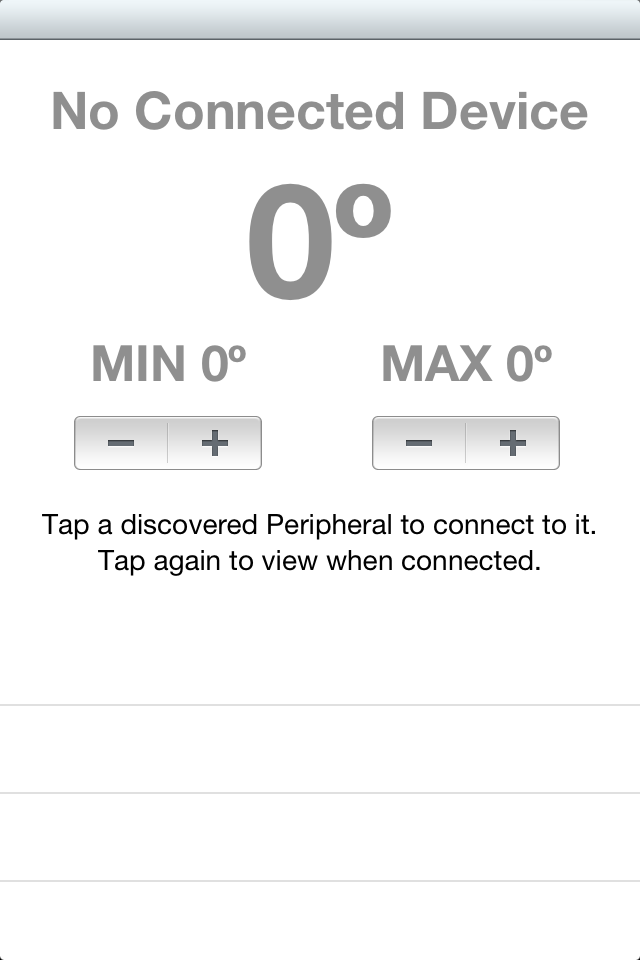 No Connected Device
0º
MIN 0º MAX 0º
− + − +
Tap a discovered Peripheral to connect to it.
Tap again to view when connected.